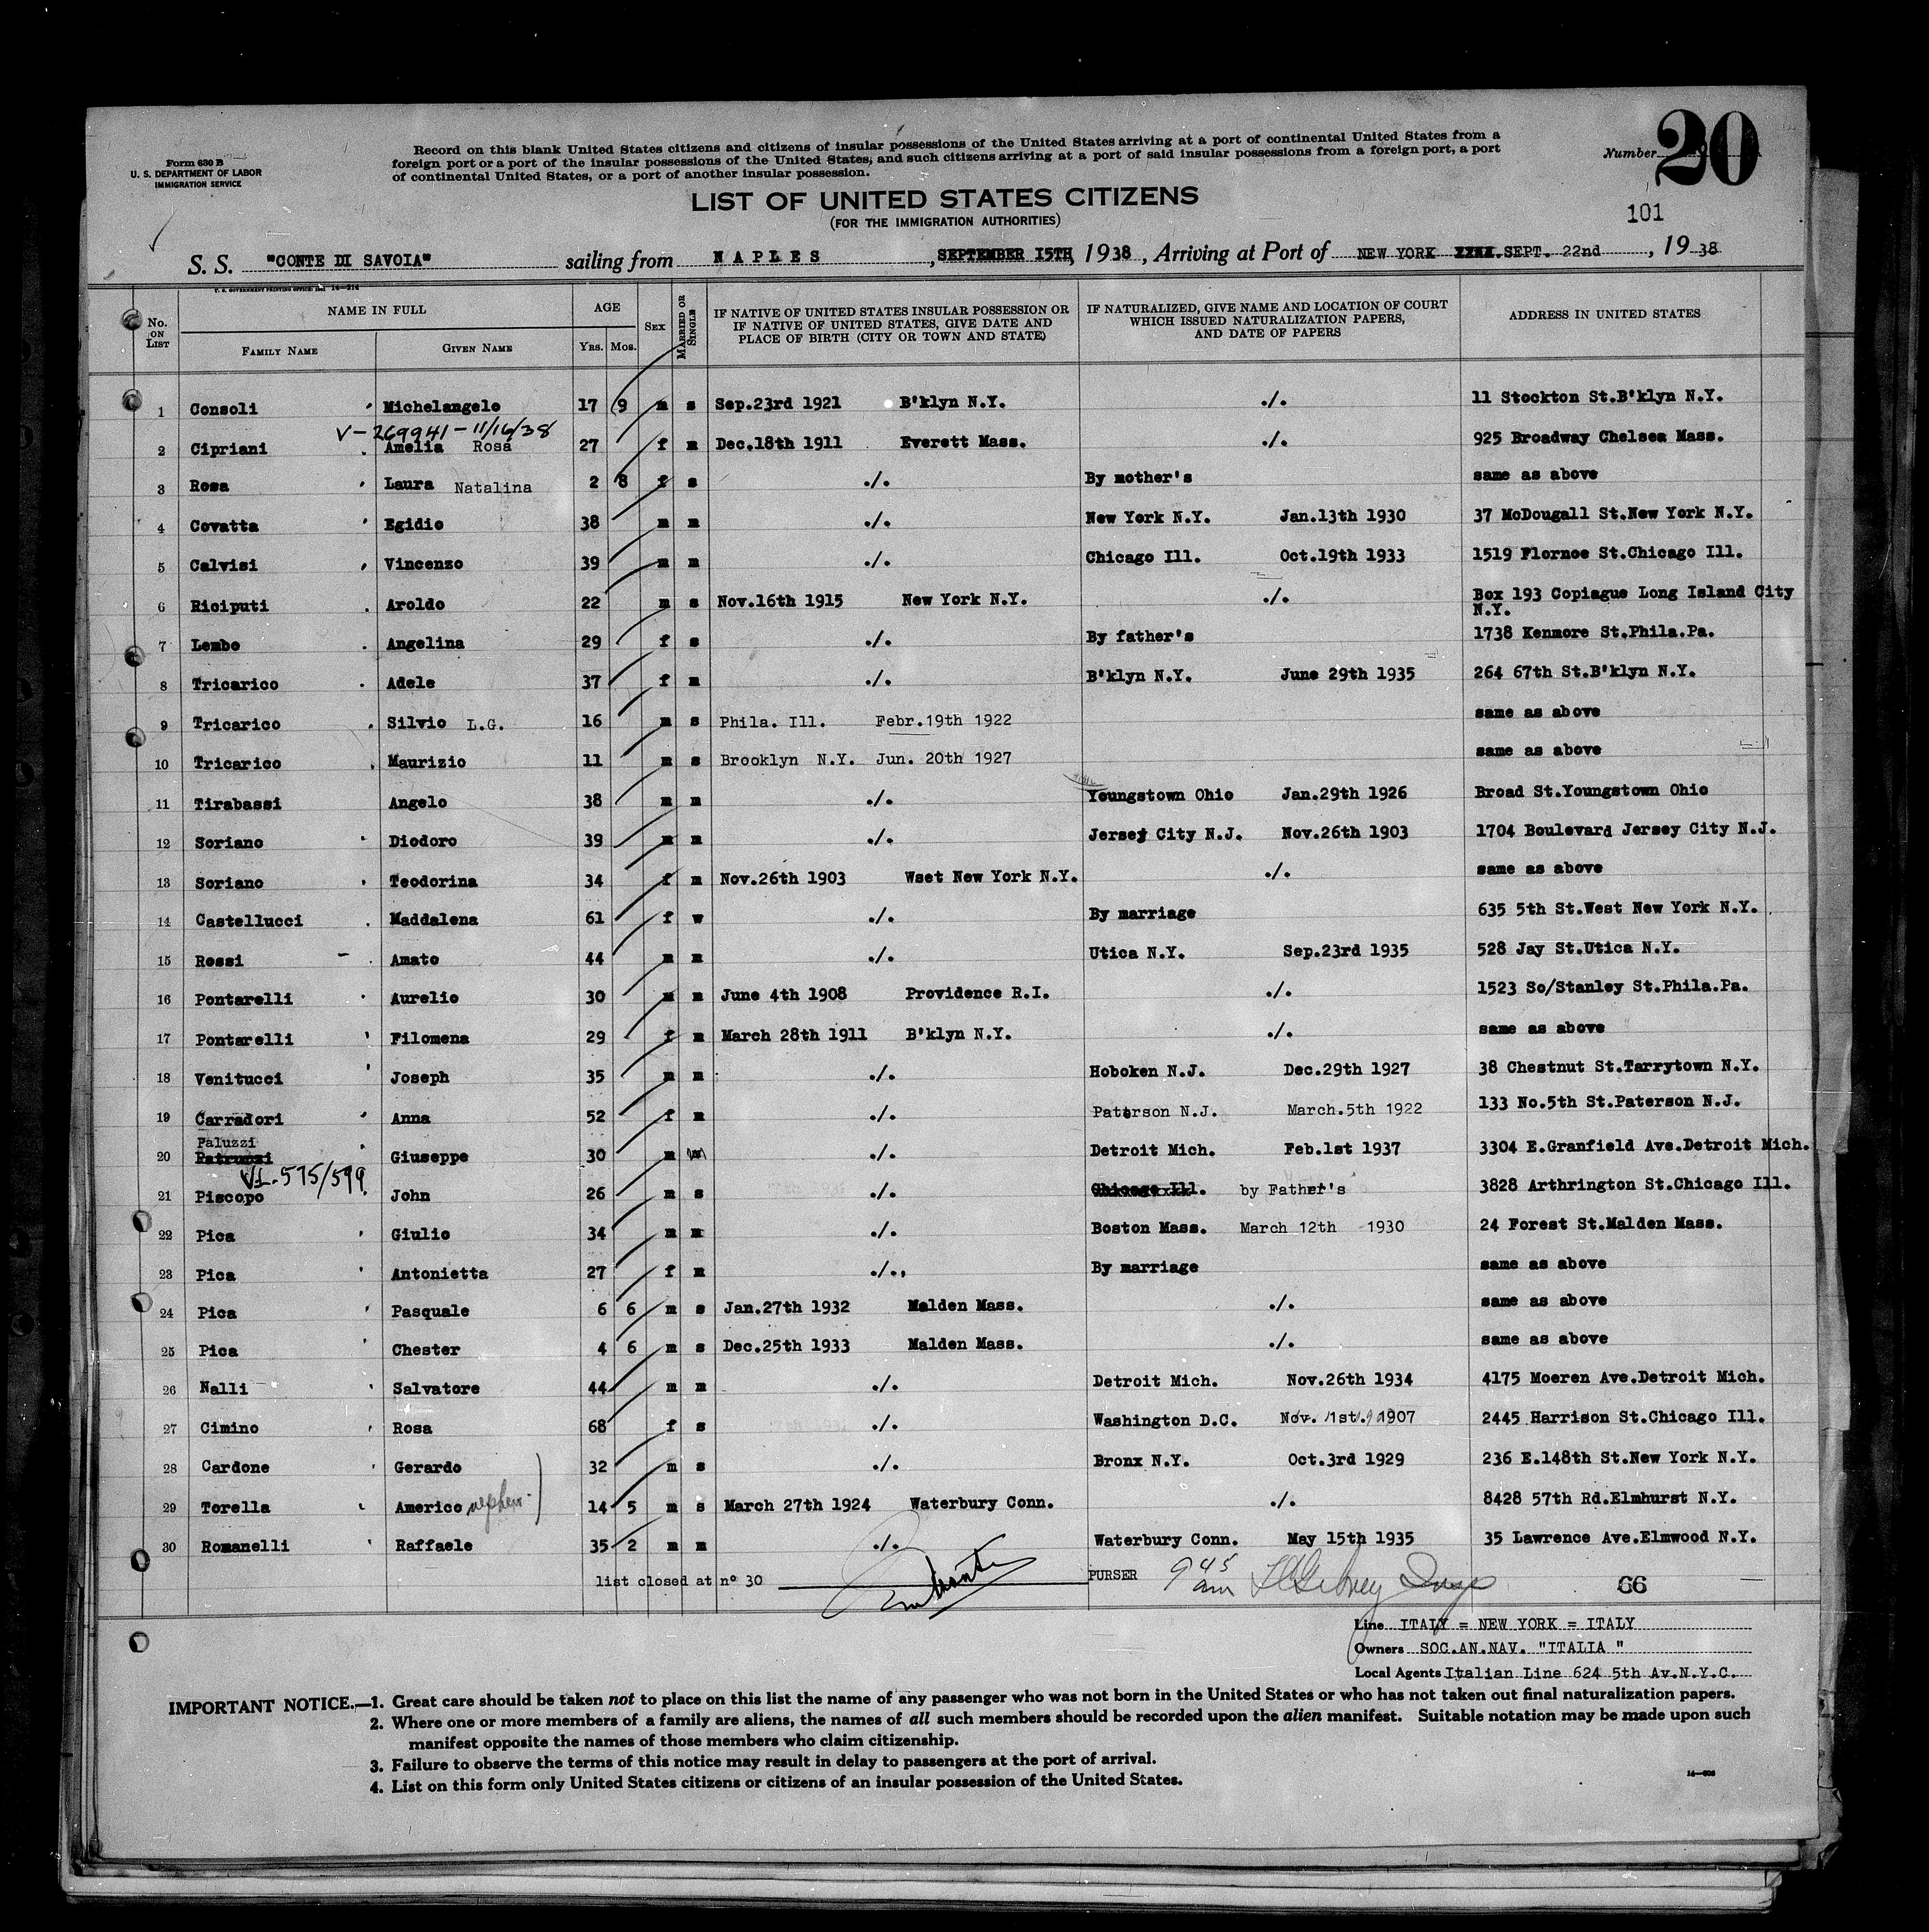 Form 630 B
U. S. DEPARTMENT OF LABOR
IMMIGRATION SERVICE
Record on this blank United States citizens and citizens of insular possessions of the United States arriving at a port of continental United States from a
foreign port or a port of the insular possessions of the United States, and such citizens arriving at a port of said insular possessions from a foreign port, a port
of continental United States, or a port of another insular possession.
Number 20
LIST OF UNITED STATES CITIZENS
(FOR THE IMMIGRATION AUTHORITIES)
101
S. S. "CONTE DI SAVOIA" sailing from NAPLES, SEPTEMBER 15TH, 1938, Arriving at Port of NEW YORK SEPT. 22nd, 1938
No. ON LIST
NAME IN FULL
FAMILY NAME
GIVEN NAME
AGE
YRS. MOS.
SEX
MARRIED OR SINGLE
IF NATIVE OF UNITED STATES INSULAR POSSESSION OR
IF NATIVE OF UNITED STATES, GIVE DATE AND
PLACE OF BIRTH (CITY OR TOWN AND STATE)
IF NATURALIZED, GIVE NAME AND LOCATION OF COURT
WHICH ISSUED NATURALIZATION PAPERS,
AND DATE OF PAPERS
ADDRESS IN UNITED STATES
1 Consoli Michelangelo 17 9 m s Sep.23rd 1921 B'klyn N.Y. ./. 11 Stockton St.B'klyn N.Y.
V-269941-11/16/38
2 Cipriani Amelia Rosa 27 f m Dec.18th 1911 Everett Mass. ./. 925 Broadway Chelsea Mass.
3 Rosa Laura Natalina 2 8 f s ./. By mother's same as above
4 Covatta Egidio 38 m m ./. New York N.Y. Jan.13th 1930 37 McDougall St.New York N.Y.
5 Calvisi Vincenzo 39 m m ./. Chicago Ill. Oct.19th 1933 1519 Flornoe St.Chicago Ill.
6 Riciputi Aroldo 22 m s Nov.16th 1915 New York N.Y. ./. Box 193 Copiague Long Island City
N.Y.
7 Lembo Angelina 29 f s ./. By father's 1738 Kenmore St.Phila.Pa.
8 Tricarico Adele 37 f m ./. B'klyn N.Y. June 29th 1935 264 67th St.B'klyn N.Y.
9 Tricarico Silvio L.G. 16 m s Phila. Ill. Febr.19th 1922 same as above
10 Tricarico Maurizio 11 m s Brooklyn N.Y. Jun. 20th 1927 same as above
11 Tirabassi Angelo 38 m m ./. Youngstown Ohio Jan.29th 1926 Broad St.Youngstown Ohio
12 Soriano Diodoro 39 m m ./. Jersey City N.J. Nov.26th 1903 1704 Boulevard Jersey City N.J.
13 Soriano Teodorina 34 f m Nov.26th 1903 Wset New York N.Y. ./. same as above
14 Castellucci Maddalena 61 f w ./. By marriage 635 5th St.West New York N.Y.
15 Rossi Amato 44 m m ./. Utica N.Y. Sep.23rd 1935 528 Jay St.Utica N.Y.
16 Pontarelli Aurelio 30 m m June 4th 1908 Providence R.I. ./. 1523 So/Stanley St.Phila.Pa.
17 Pontarelli Filomena 29 f m March 28th 1911 B'klyn N.Y. ./. same as above
18 Venitucci Joseph 35 m m ./. Hoboken N.J. Dec.29th 1927 38 Chestnut St.Tarrytown N.Y.
19 Carradori Anna 52 f m ./. Paterson N.J. March.5th 1922 133 No.5th St.Paterson N.J.
Paluzzi
20 Giuseppe 30 m ./. Detroit Mich. Feb.1st 1937 3304 E.Granfield Ave.Detroit Mich.
VL.575/599
21 Piscopo John 26 m s ./. Chicago Ill. by Father's 3828 Arthrington St.Chicago Ill.
22 Pica Giulio 34 m m ./. Boston Mass. March 12th 1930 24 Forest St.Malden Mass.
23 Pica Antonietta 27 f m ./. By marriage same as above
24 Pica Pasquale 6 6 m s Jan.27th 1932 Malden Mass. ./. same as above
25 Pica Chester 4 6 m s Dec.25th 1933 Malden Mass. ./. same as above
26 Nalli Salvatore 44 m m ./. Detroit Mich. Nov.26th 1934 4175 Moeren Ave.Detroit Mich.
27 Cimino Rosa 68 f s ./. Washington D.C. Nov. 1st. 1907 2445 Harrison St.Chicago Ill.
28 Cardone Gerardo 32 m s ./. Bronx N.Y. Oct.3rd 1929 236 E.148th St.New York N.Y.
29 Torella Americo nephew 14 5 m s March 27th 1924 Waterbury Conn. ./. 8428 57th Rd.Elmhurst N.Y.
30 Romanelli Raffaele 35 2 m m ./. Waterbury Conn. May 15th 1935 35 Lawrence Ave.Elmwood N.Y.
list closed at n° 30 PURSER 945 am 66
Line ITALY = NEW YORK = ITALY
Owners SOC.AN.NAV. "ITALIA "
Local Agents Italian Line 624 5th Av.N.Y.C.
IMPORTANT NOTICE.—1. Great care should be taken not to place on this list the name of any passenger who was not born in the United States or who has not taken out final naturalization papers.
2. Where one or more members of a family are aliens, the names of all such members should be recorded upon the alien manifest. Suitable notation may be made upon such
manifest opposite the names of those members who claim citizenship.
3. Failure to observe the terms of this notice may result in delay to passengers at the port of arrival.
4. List on this form only United States citizens or citizens of an insular possession of the United States.